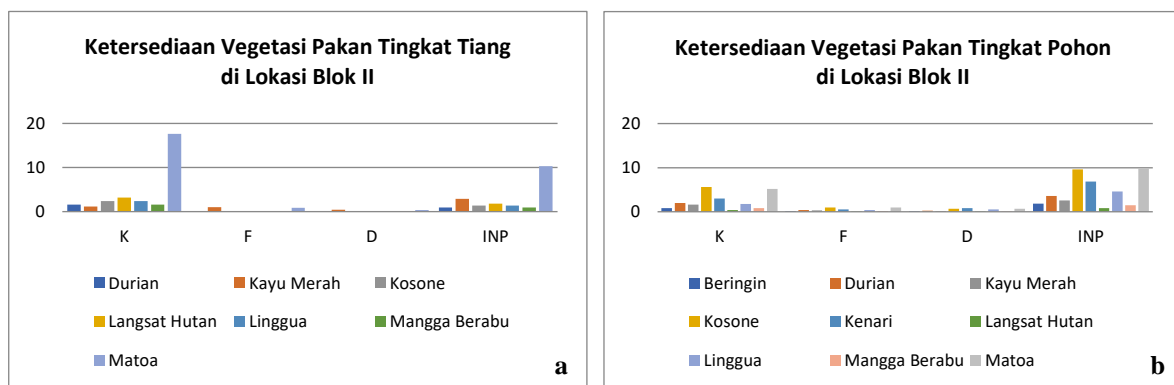 Ketersediaan Vegetasi Pakan Tingkat Tiang
di Lokasi Blok II
20
10
0
K F D INP
Durian Kayu Merah Kosone
Langsat Hutan Linggua Mangga Berabu
Matoa
a
Ketersediaan Vegetasi Pakan Tingkat Pohon
di Lokasi Blok II
20
10
0
K F D INP
Beringin Durian Kayu Merah
Kosone Kenari Langsat Hutan
Linggua Mangga Berabu Matoa
b